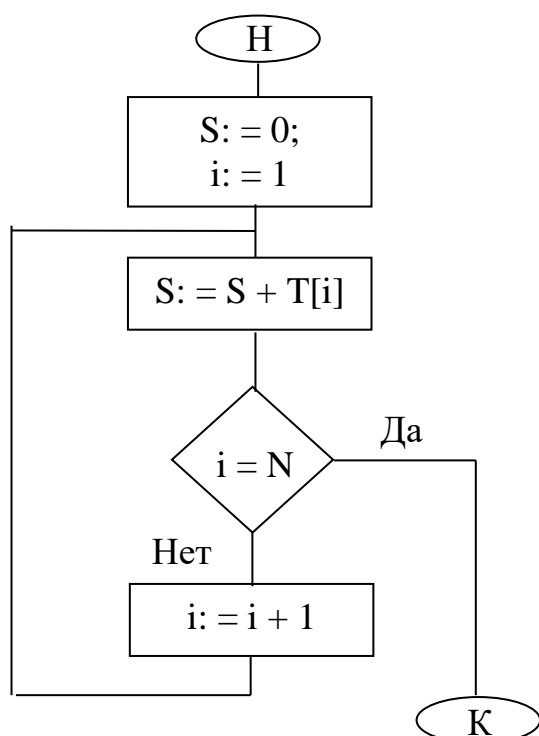 Н
S: = 0;
i: = 1
S: = S + T[i]
i = N
Да
Нет
i: = i + 1
К